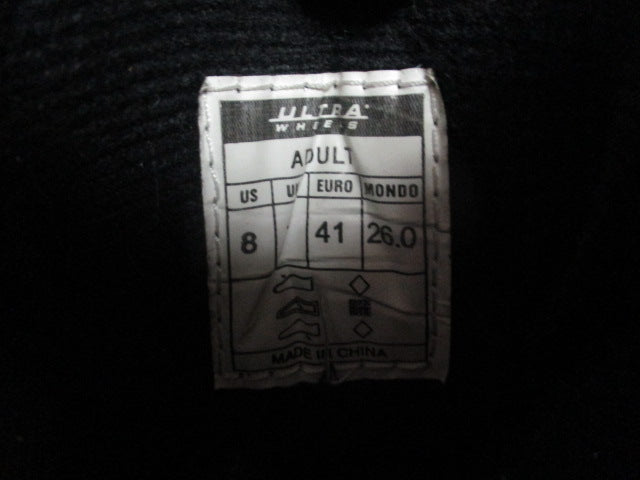 ULTRA
WHEELS
ADULT
US EURO MONDO
8 41 26.0
MADE IN CHINA